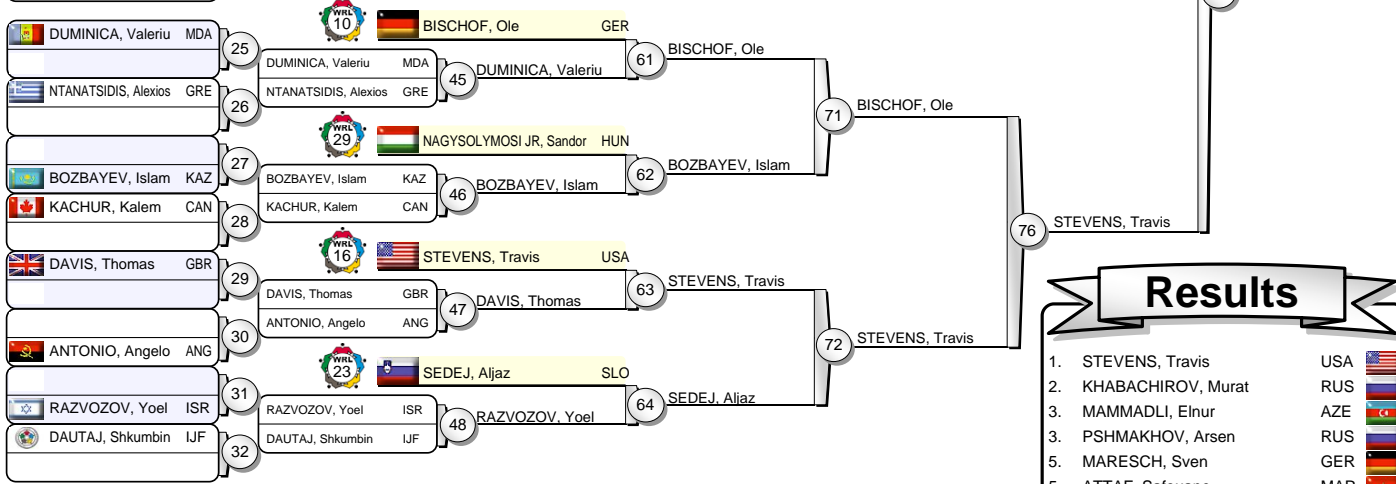 DUMINICA, Valeriu MDA
NTANATSIDIS, Alexios GRE
BOZBAYEV, Islam KAZ
KACHUR, Kalem CAN
DAVIS, Thomas GBR
ANTONIO, Angelo ANG
RAZVOZOV, Yoel ISR
DAUTAJ, Shkumbin IJF
25
26
27
28
29
30
31
32
WRL 10
BISCHOF, Ole GER
DUMINICA, Valeriu MDA
NTANATSIDIS, Alexios GRE
45
DUMINICA, Valeriu
WRL 29
NAGYSOLYMOSI JR, Sandor HUN
BOZBAYEV, Islam KAZ
KACHUR, Kalem CAN
46
BOZBAYEV, Islam
WRL 16
STEVENS, Travis USA
DAVIS, Thomas GBR
ANTONIO, Angelo ANG
47
DAVIS, Thomas
WRL 23
SEDEJ, Aljaz SLO
RAZVOZOV, Yoel ISR
DAUTAJ, Shkumbin IJF
48
RAZVOZOV, Yoel
61
BISCHOF, Ole
62
BOZBAYEV, Islam
63
STEVENS, Travis
64
SEDEJ, Aljaz
71
BISCHOF, Ole
72
STEVENS, Travis
76
STEVENS, Travis
Results
1. STEVENS, Travis USA
2. KHABACHIROV, Murat RUS
3. MAMMADLI, Elnur AZE
3. PSHMAKHOV, Arsen RUS
5. MARESCH, Sven GER